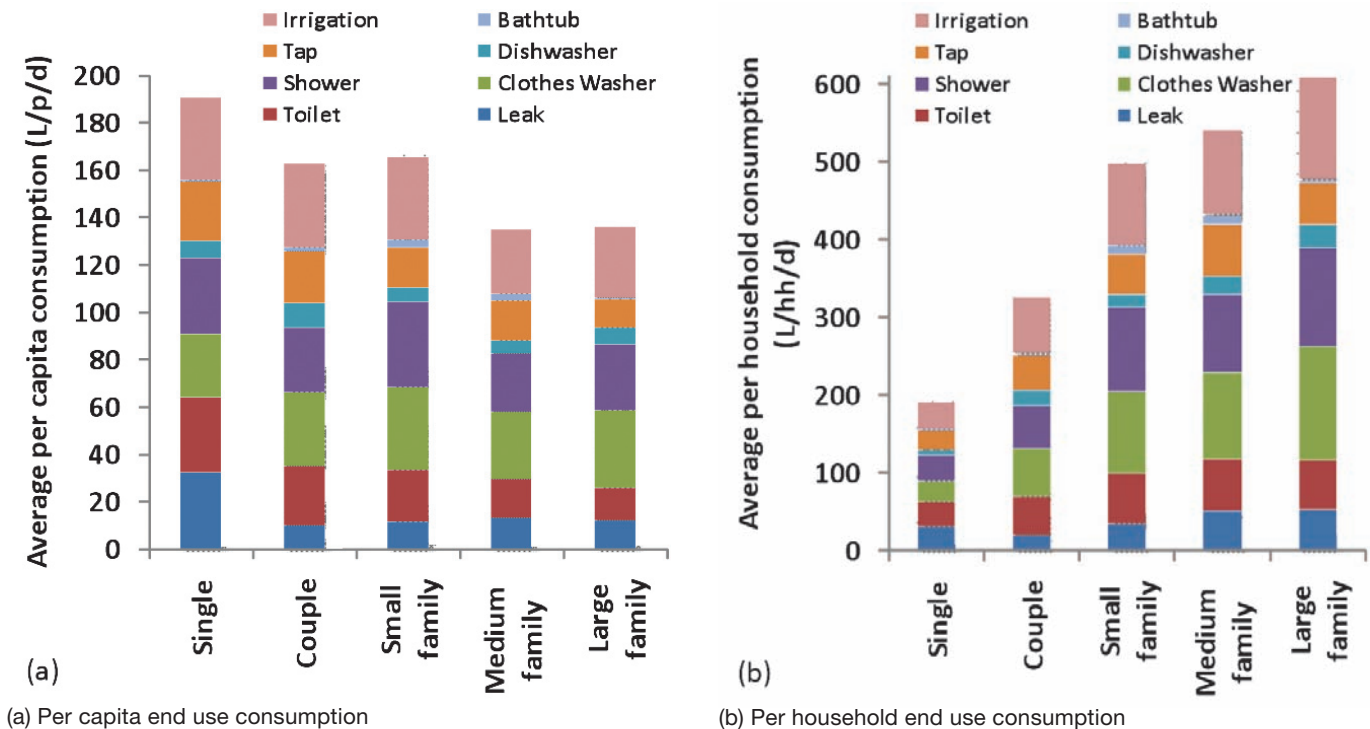 Irrigation Bathtub
Tap Dishwasher
Shower Clothes Washer
Toilet Leak
Average per capita consumption (L/p/d)
200
180
160
140
120
100
80
60
40
20
0
Single
Couple
Small
family
Medium
family
Large
family
(a)
(a) Per capita end use consumption
Irrigation Bathtub
Tap Dishwasher
Shower Clothes Washer
Toilet Leak
Average per household consumption
(L/hh/d)
600
500
400
300
200
100
0
Single
Couple
Small
family
Medium
family
Large
family
(b)
(b) Per household end use consumption